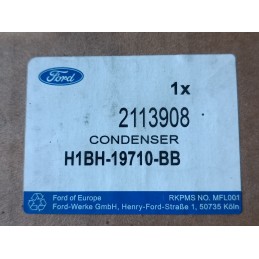 Ford
1x
2113908
CONDENSER
H1BH-19710-BB
Ford of Europe RKPMS NO. MFL001
Ford-Werke GmbH, Henry-Ford-Straße 1, 50735 Köln